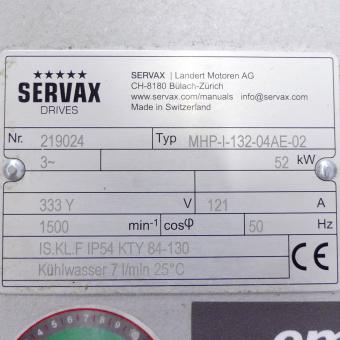 ★★★★★
SERVAX
DRIVES
SERVAX | Landert Motoren AG
CH-8180 Bülach-Zürich
www.servax.com/manuals info@servax.com
Made in Switzerland
Nr. 219024 Typ MHP-I-132-04AE-02
3~ 52 kW
333 Y V 121 A
1500 min⁻¹ cosφ 50 Hz
IS.KL.F IP54 KTY 84-130
Kühlwasser 7 l/min 25°C
CE